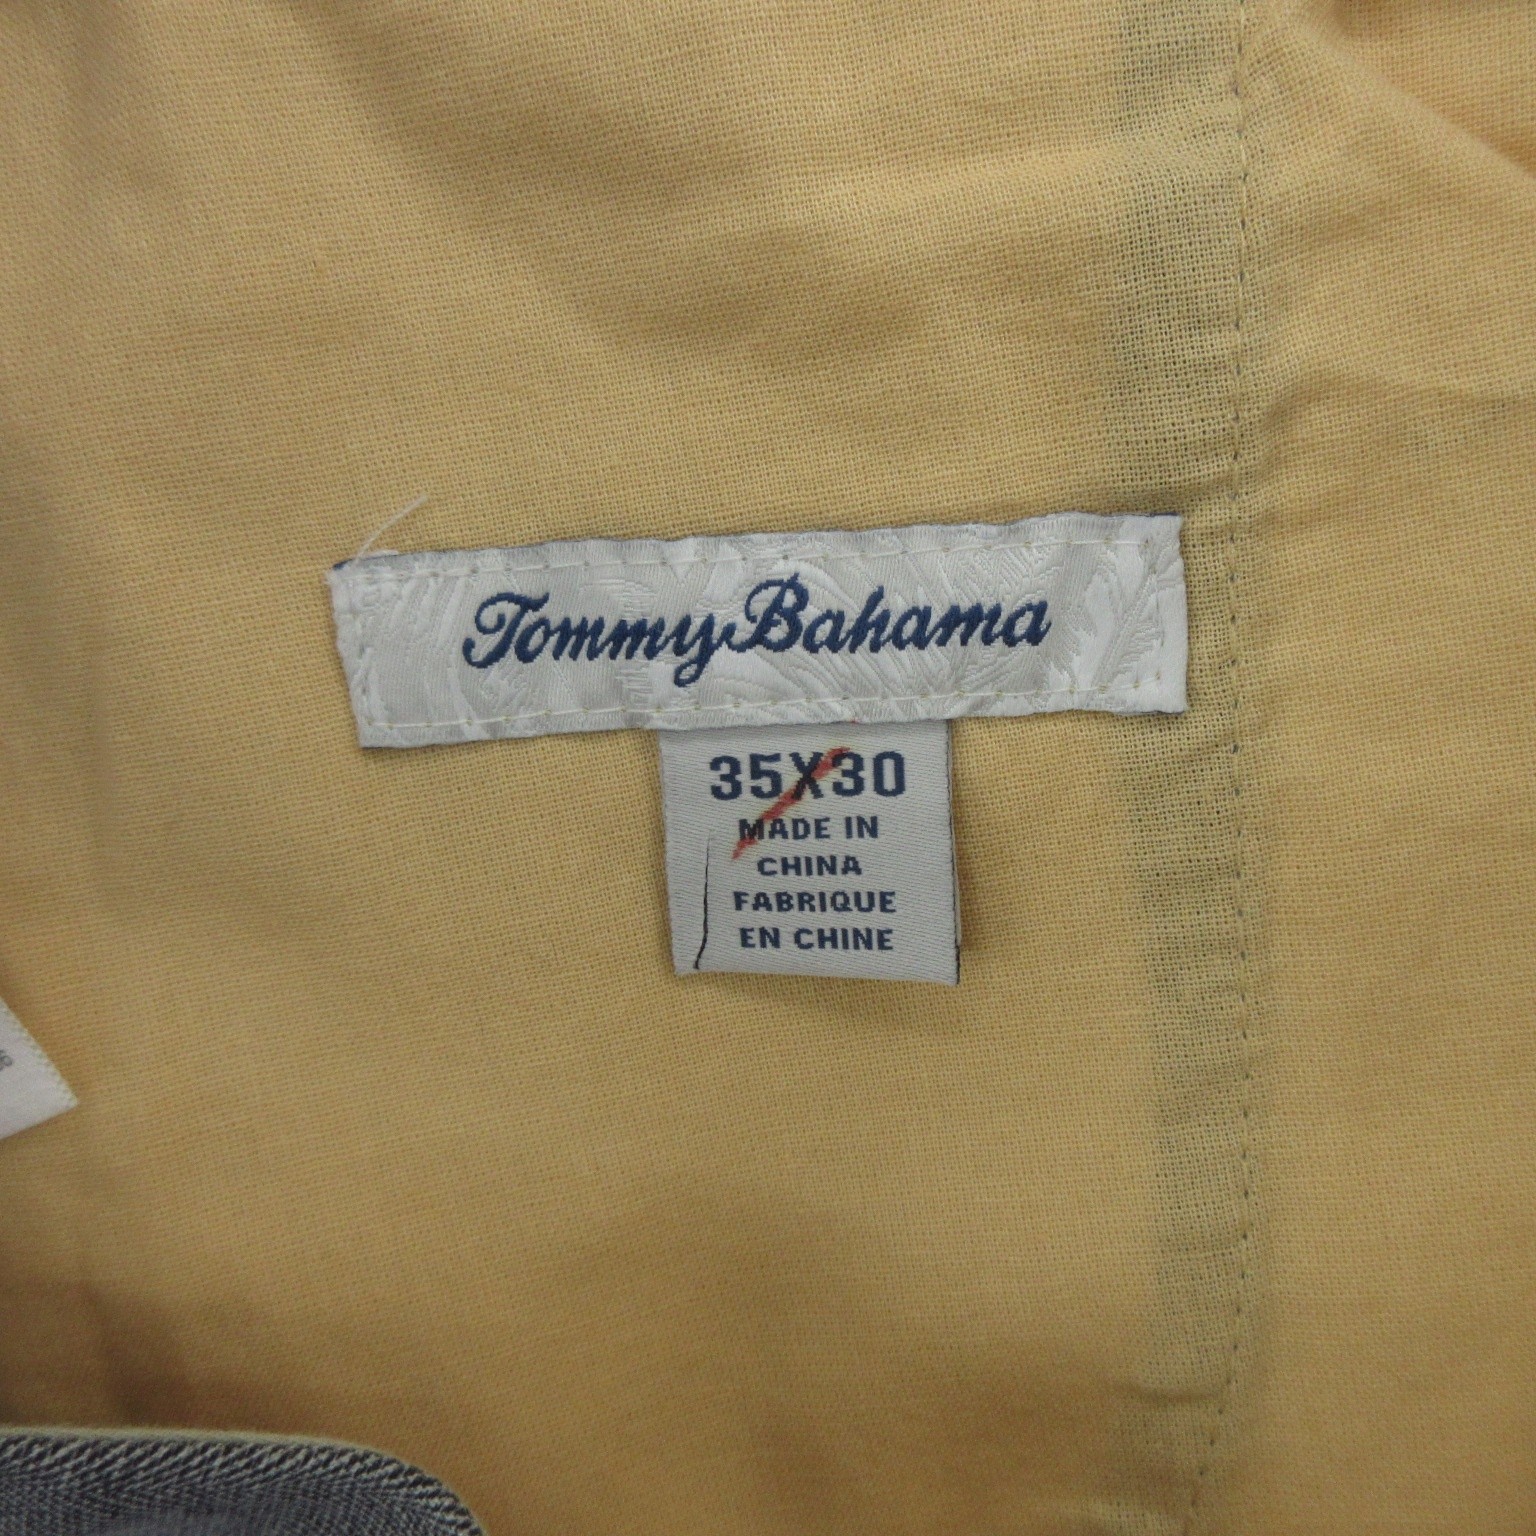 Tommy Bahama
35X30
MADE IN
CHINA
FABRIQUE
EN CHINE